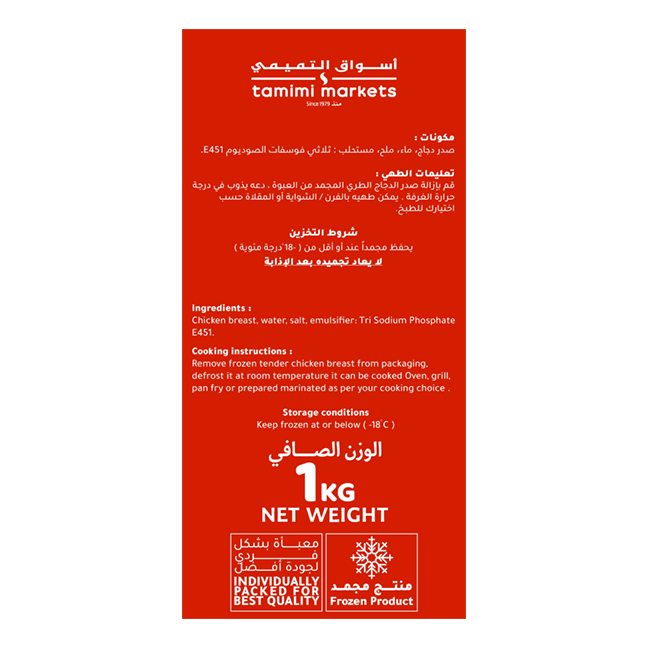 أسواق التميمي
tamimi markets
Since 1979 منذ
مكونات :
صدر دجاج، ماء، ملح، مستحلب : ثلاثي فوسفات الصوديوم E451.
تعليمات الطهي :
قم بإزالة صدر الدجاج الطري المجمد من العبوة ، دعه يذوب في درجة
حرارة الغرفة . يمكن طهيه بالفرن / الشواية أو المقلاة حسب
اختيارك للطبخ.
شروط التخزين
يحفظ مجمداً عند أو أقل من ( -18°درجة مئوية )
لا يعاد تجميده بعد الإذابة
Ingredients :
Chicken breast, water, salt, emulsifier: Tri Sodium Phosphate
E451.
Cooking instructions :
Remove frozen tender chicken breast from packaging,
defrost it at room temperature it can be cooked Oven, grill,
pan fry or prepared marinated as per your cooking choice .
Storage conditions
Keep frozen at or below ( -18°C )
الوزن الصافي
1KG
NET WEIGHT
معبأة بشكل
فردي
لجودة أفضل
INDIVIDUALLY
PACKED FOR
BEST QUALITY
منتج مجمد
Frozen Product